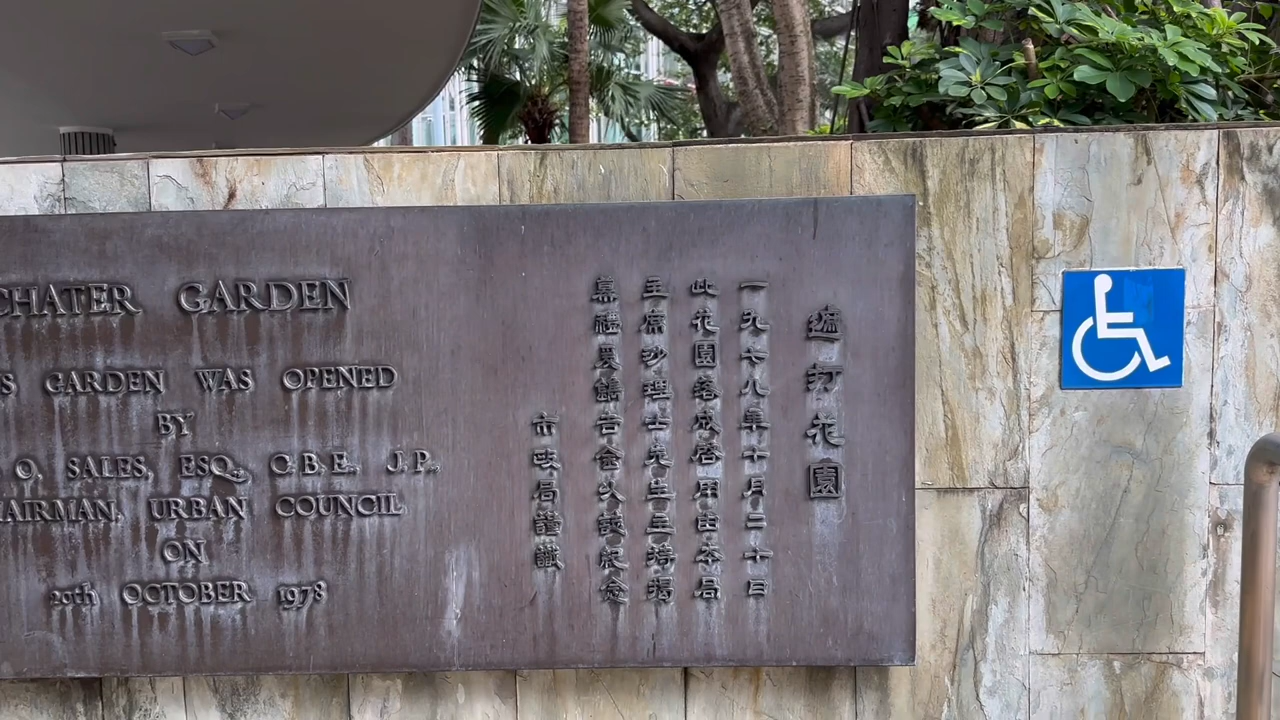 CHATER GARDEN
S GARDEN WAS OPENED
BY
O. SALES, ESQ., C.B.E., J.P.,
AIRMAN, URBAN COUNCIL
ON
20th OCTOBER 1978
遮打花園
一九七八年十月二十日
此花園落成啓用由本局
主席沙理士先生主持揭
幕禮爰鐫吉金以誌紀念
市政局謹識